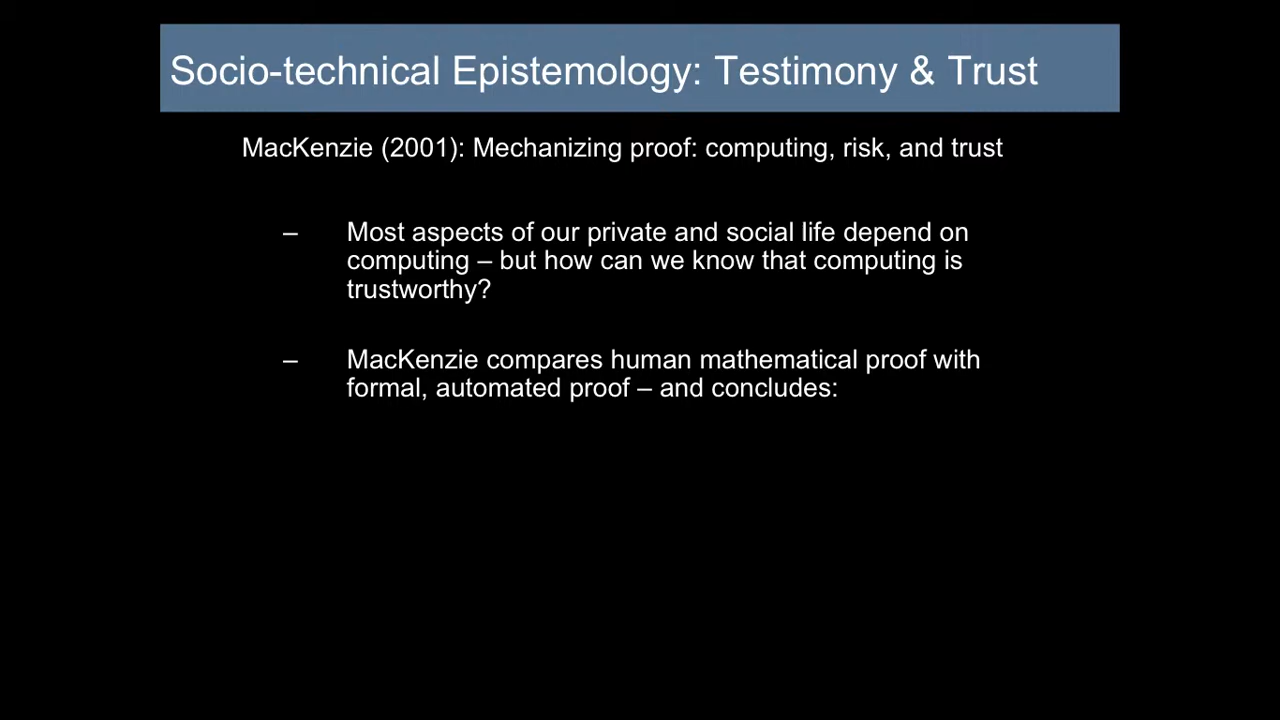 Socio-technical Epistemology: Testimony & Trust
MacKenzie (2001): Mechanizing proof: computing, risk, and trust
– Most aspects of our private and social life depend on
computing – but how can we know that computing is
trustworthy?
– MacKenzie compares human mathematical proof with
formal, automated proof – and concludes: